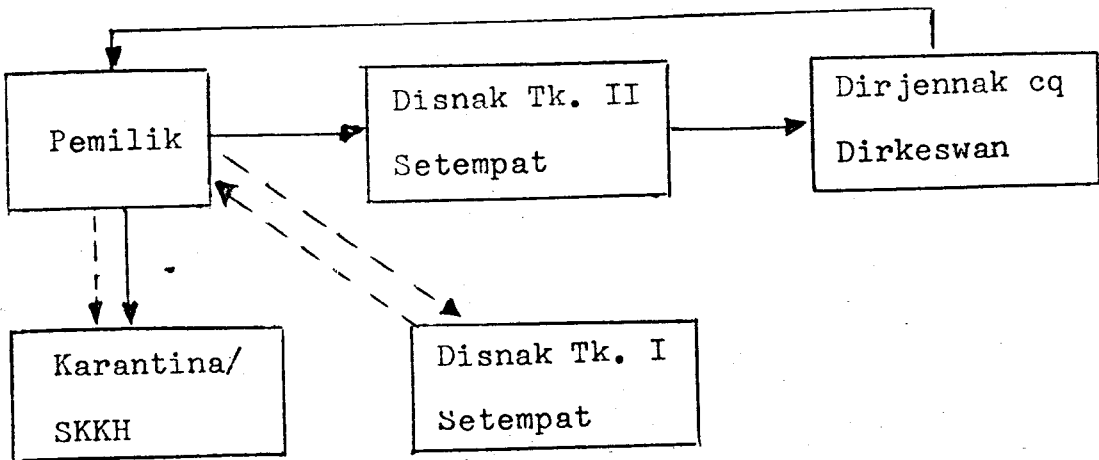 Pemilik
Disnak Tk. II
Setempat
Dirjennak cq
Dirkeswan
Karantina/
SKKH
Disnak Tk. I
Setempat